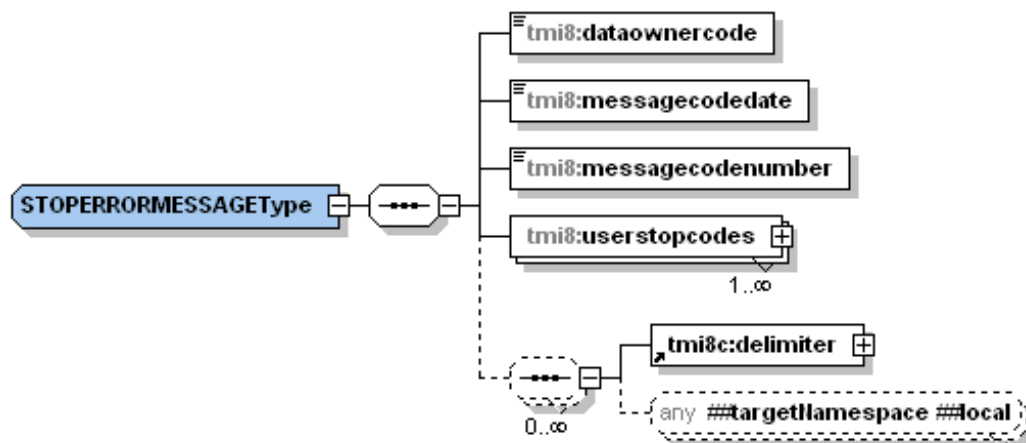 tmi8:dataownercode
tmi8:messagecodedate
tmi8:messagecodenumber
STOPERRORMESSAGEType
tmi8:userstopcodes
1..∞
tmi8c:delimiter
any ##targetNamespace ##local
0..∞